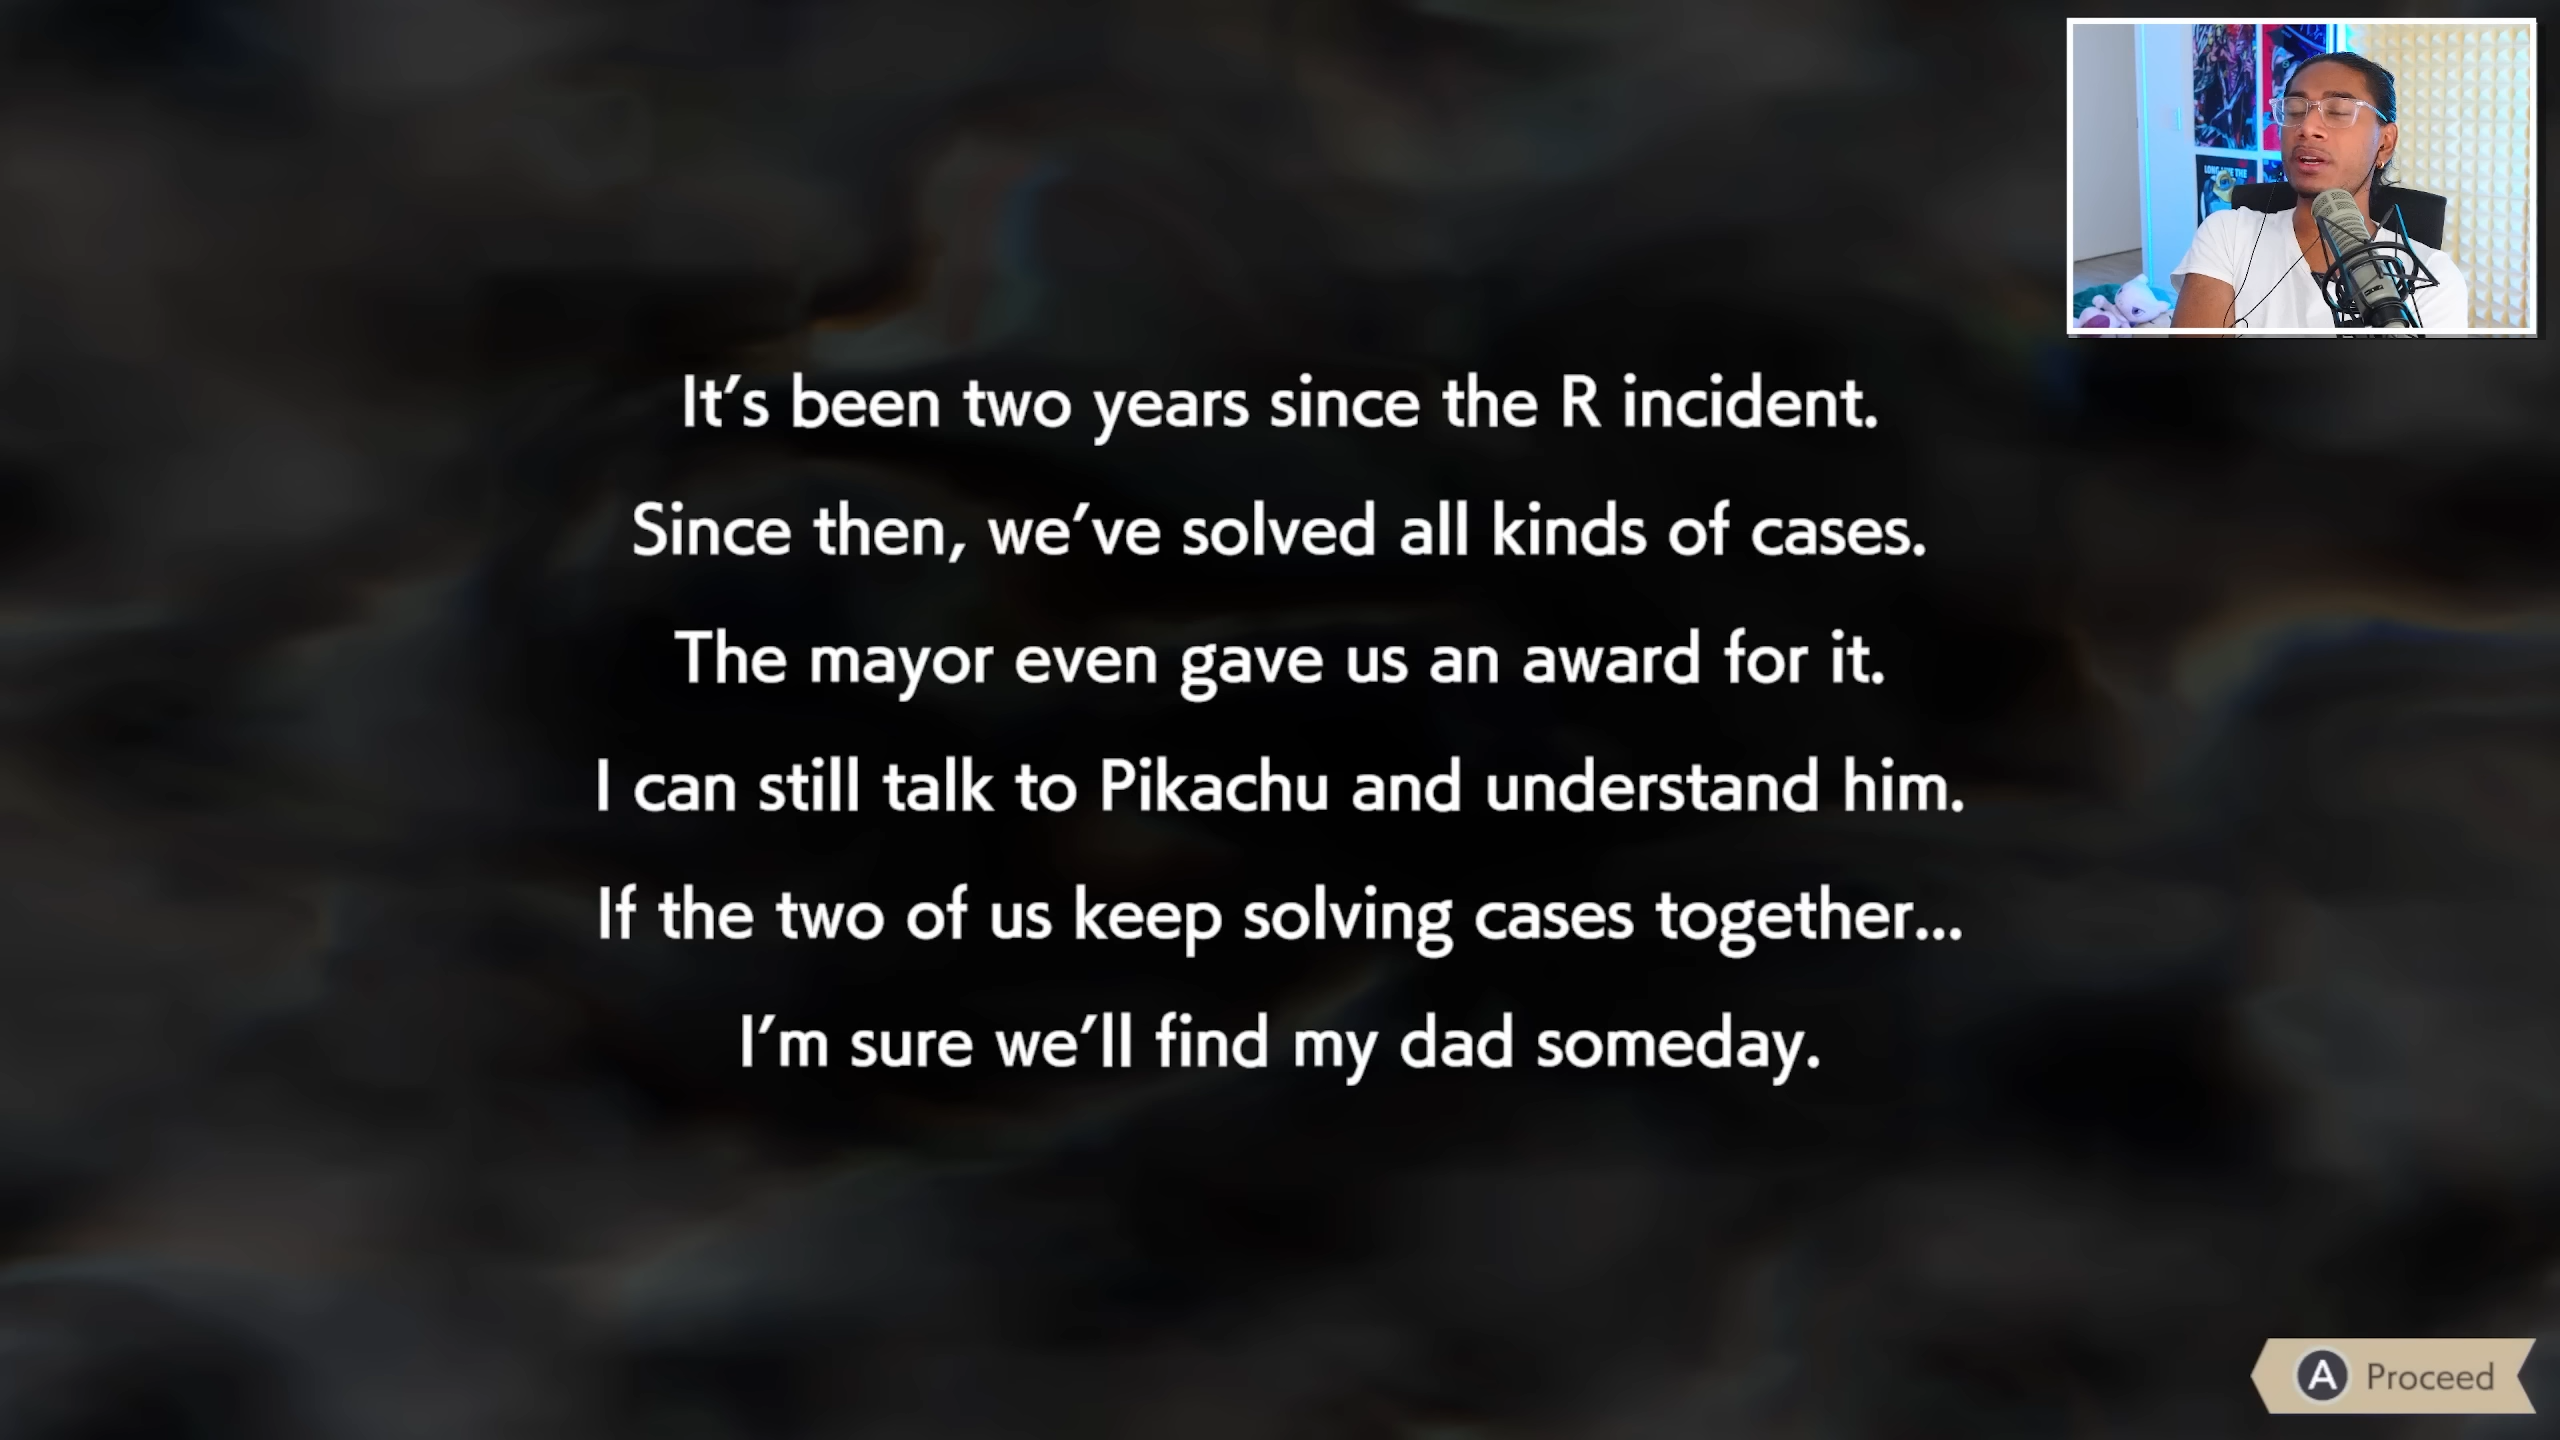 It's been two years since the R incident.
Since then, we've solved all kinds of cases.
The mayor even gave us an award for it.
I can still talk to Pikachu and understand him.
If the two of us keep solving cases together...
I'm sure we'll find my dad someday.
A Proceed